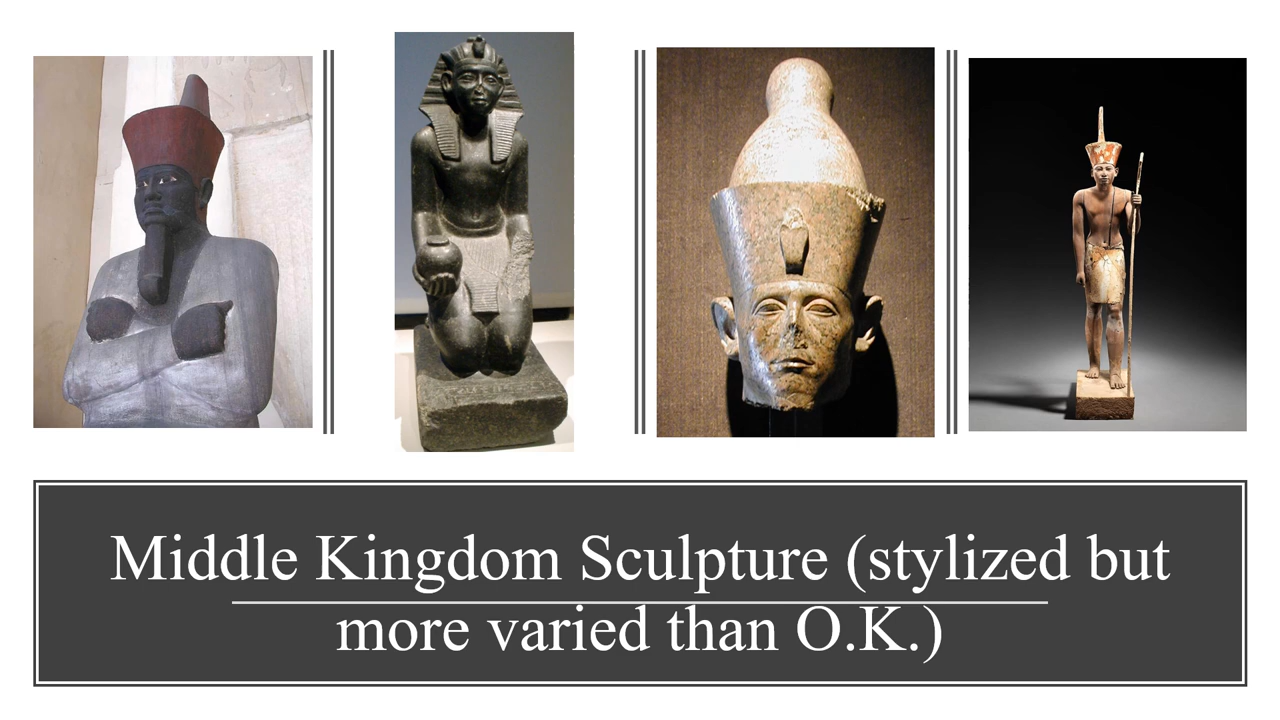 Middle Kingdom Sculpture (stylized but
more varied than O.K.)